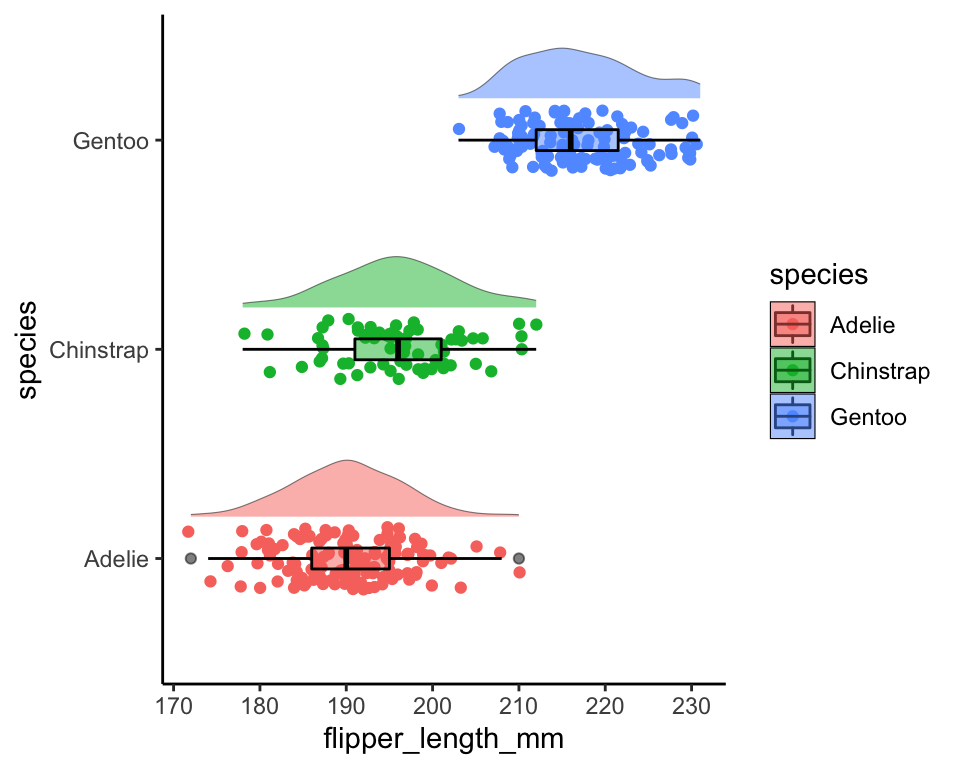 Gentoo
Chinstrap
Adelie
species
170 180 190 200 210 220 230
flipper_length_mm
species
Adelie
Chinstrap
Gentoo